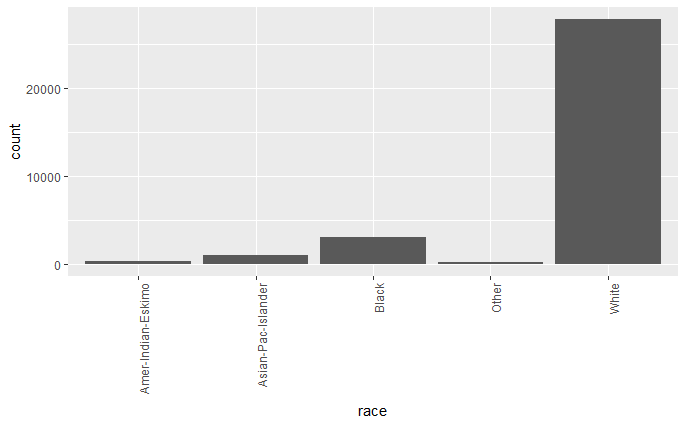 count
20000
10000
0
Amer-Indian-Eskimo
Asian-Pac-Islander
Black
Other
White
race